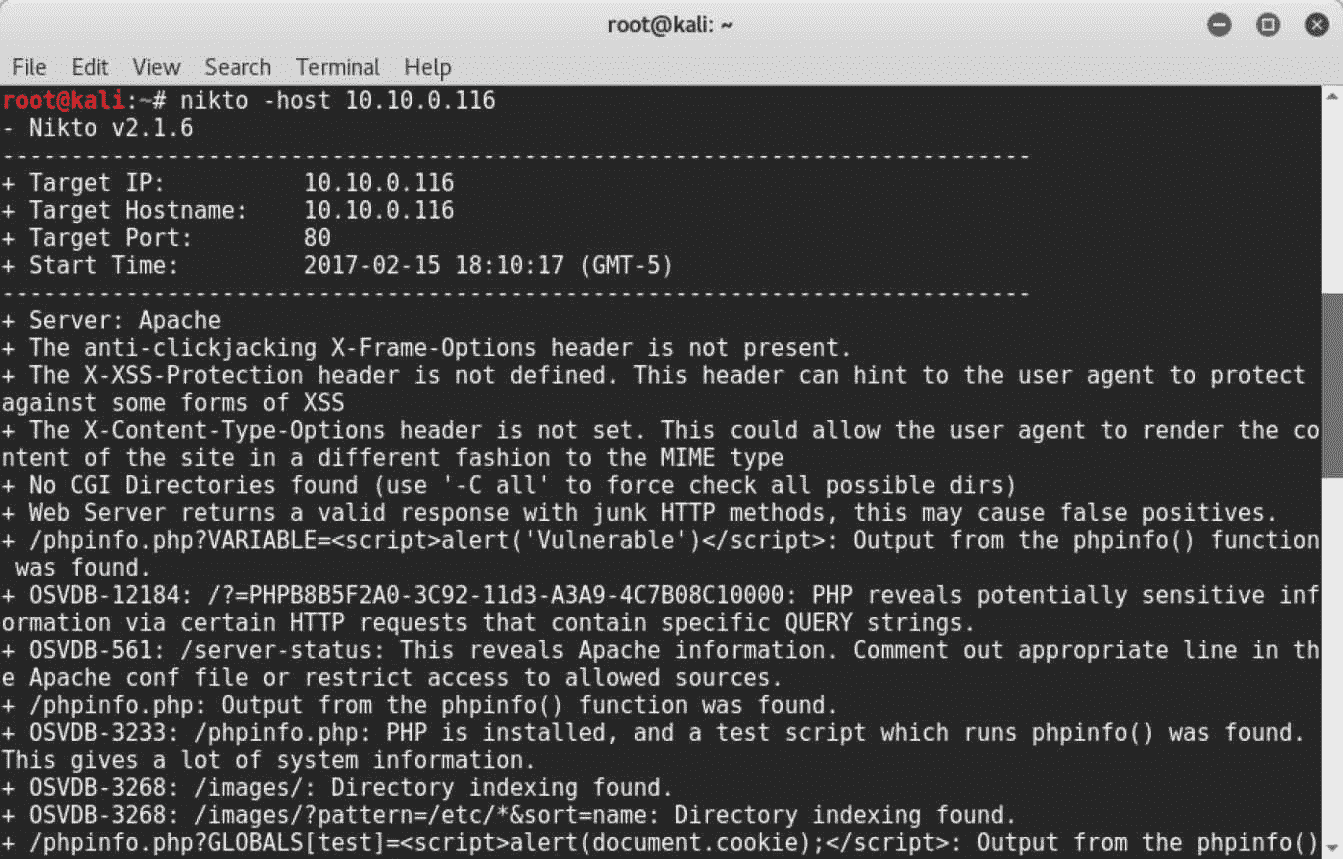 root@kali: ~
File Edit View Search Terminal Help
root@kali:~# nikto -host 10.10.0.116
- Nikto v2.1.6
---------------------------------------------------------------------------
+ Target IP:          10.10.0.116
+ Target Hostname:    10.10.0.116
+ Target Port:        80
+ Start Time:         2017-02-15 18:10:17 (GMT-5)
---------------------------------------------------------------------------
+ Server: Apache
+ The anti-clickjacking X-Frame-Options header is not present.
+ The X-XSS-Protection header is not defined. This header can hint to the user agent to protect
against some forms of XSS
+ The X-Content-Type-Options header is not set. This could allow the user agent to render the co
ntent of the site in a different fashion to the MIME type
+ No CGI Directories found (use '-C all' to force check all possible dirs)
+ Web Server returns a valid response with junk HTTP methods, this may cause false positives.
+ /phpinfo.php?VARIABLE=<script>alert('Vulnerable')</script>: Output from the phpinfo() function
 was found.
+ OSVDB-12184: /?=PHPB8B5F2A0-3C92-11d3-A3A9-4C7B08C10000: PHP reveals potentially sensitive inf
ormation via certain HTTP requests that contain specific QUERY strings.
+ OSVDB-561: /server-status: This reveals Apache information. Comment out appropriate line in th
e Apache conf file or restrict access to allowed sources.
+ /phpinfo.php: Output from the phpinfo() function was found.
+ OSVDB-3233: /phpinfo.php: PHP is installed, and a test script which runs phpinfo() was found.
This gives a lot of system information.
+ OSVDB-3268: /images/: Directory indexing found.
+ OSVDB-3268: /images/?pattern=/etc/*&sort=name: Directory indexing found.
+ /phpinfo.php?GLOBALS[test]=<script>alert(document.cookie);</script>: Output from the phpinfo()